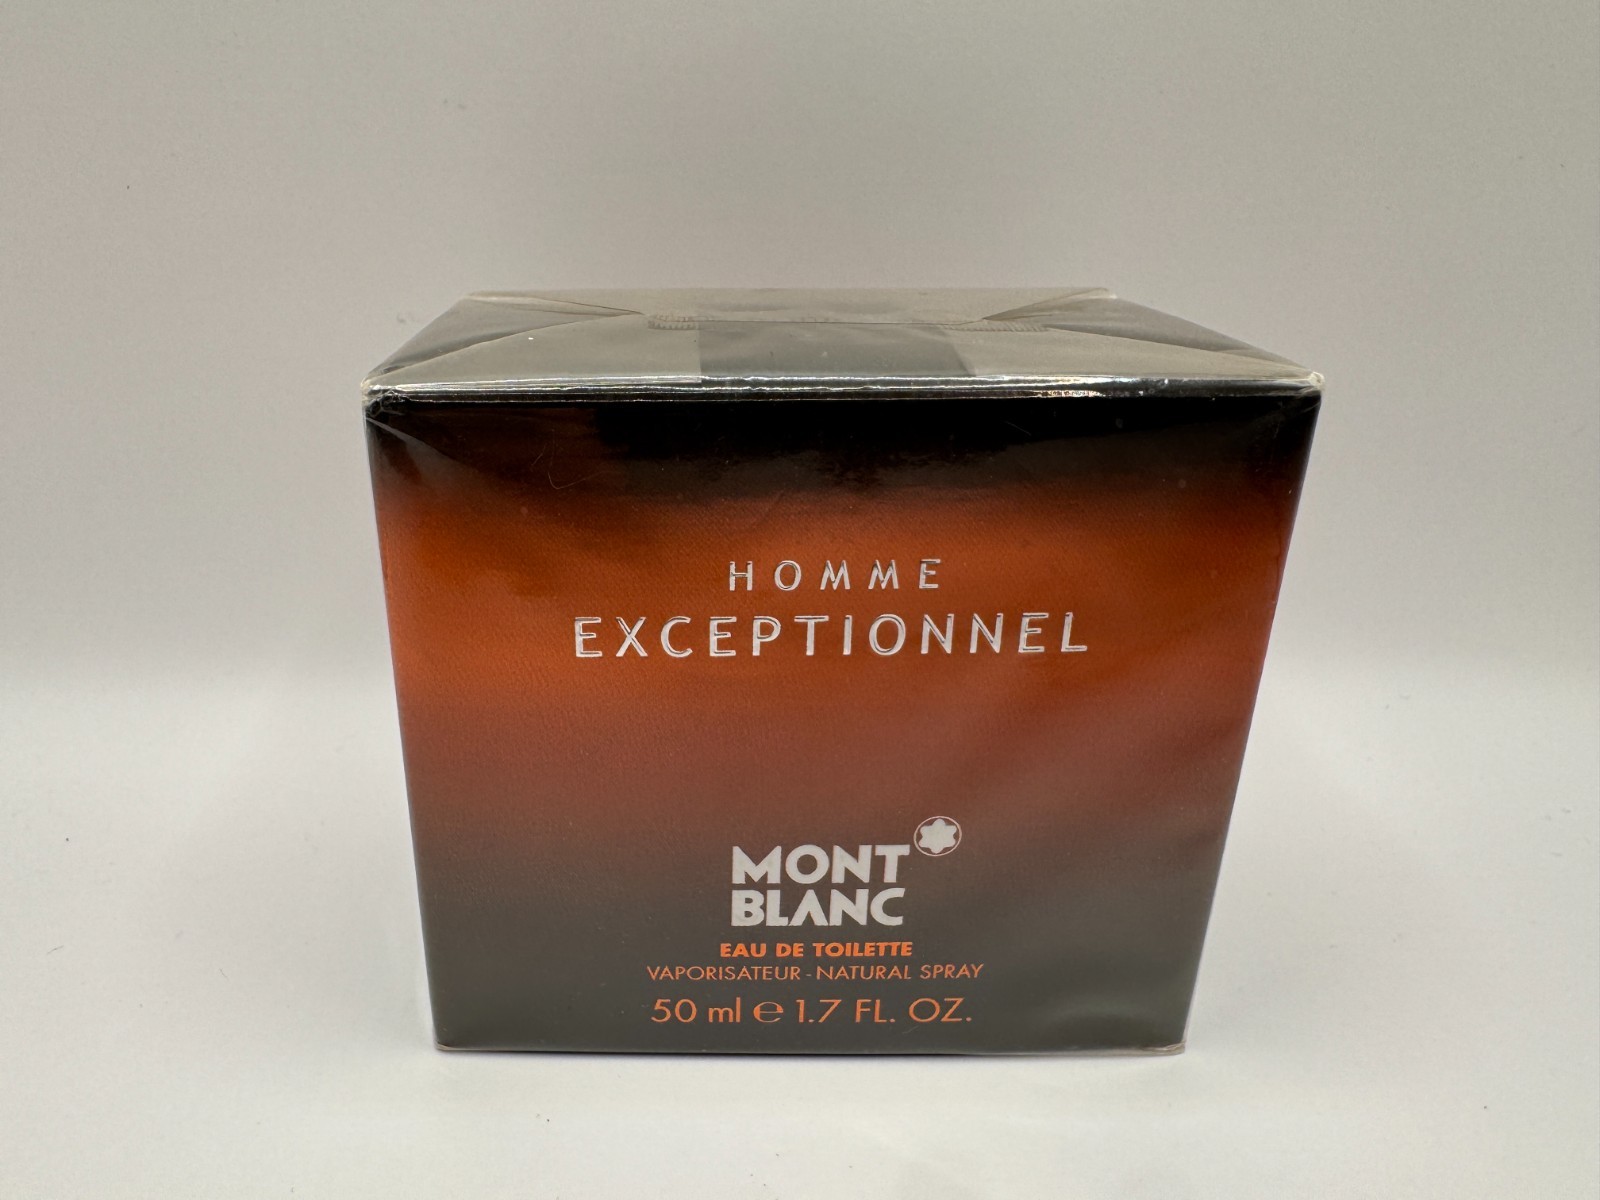 HOMME
EXCEPTIONNEL
MONT
BLANC
EAU DE TOILETTE
VAPORISATEUR - NATURAL SPRAY
50 ml ℮ 1.7 FL. OZ.